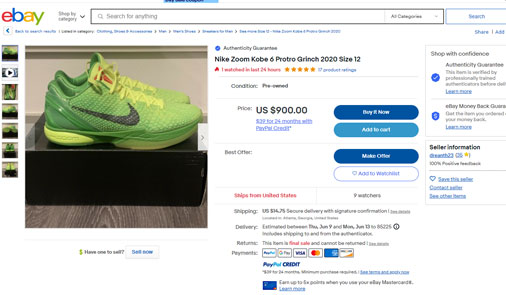 ebay
Shop by category
Search for anything
All Categories
Search
Back to search results
Listed in category: Clothing, Shoes & Accessories > Men > Men's Shoes > Sneakers for Men > See more Size 12 - Nike Zoom Kobe 6 Protro Grinch 2020
Share | Add
Authenticity Guarantee
Nike Zoom Kobe 6 Protro Grinch 2020 Size 12
1 watched in last 24 hours
17 product ratings
Condition: Pre-owned
Price: US $900.00
$39 for 24 months with PayPal Credit*
Buy It Now
Add to cart
Best Offer:
Make Offer
Add to Watchlist
Ships from United States
9 watchers
Shipping: US $14.75 Secure delivery with signature confirmation | See details
Located in: Athens, Georgia, United States
Delivery: Estimated between Thu, Jun 9 and Mon, Jun 13 to 85225
Includes shipping to and from the authenticator.
Returns: This item is final sale and cannot be returned | See details
Payments: PayPal G Pay VISA
PayPal CREDIT
*$39 for 24 months. Minimum purchase required. | See terms and apply now
Earn up to 5x points when you use your eBay Mastercard®.
Learn more
Have one to sell?
Sell now
Shop with confidence
Authenticity Guarantee
This item is verified by
professional
authenticators before deli
Learn more
eBay Money Back Guara
Get the item you ordered
your money back.
Learn more
Seller information
100% Positive feedback
Save this seller
Contact seller
See other items